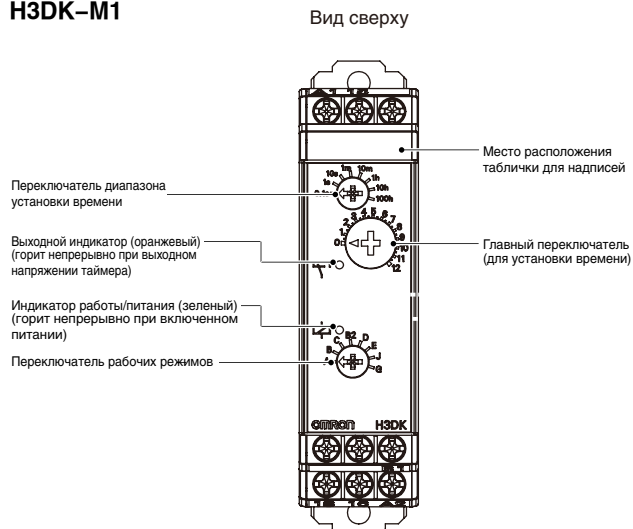 H3DK–M1
Вид сверху
Место расположения
таблички для надписей
Переключатель диапазона
установки времени
1s
10s
1m
10m
1h
10h
100h
0
1
2
3
4
5
6
7
8
9
10
11
12
Главный переключатель
(для установки времени)
Выходной индикатор (оранжевый)
(горит непрерывно при выходном
напряжении таймера)
Индикатор работы/питания (зеленый)
(горит непрерывно при включенном
питании)
Переключатель рабочих режимов
B
C
B2
D
E
J
G
OMRON H3DK